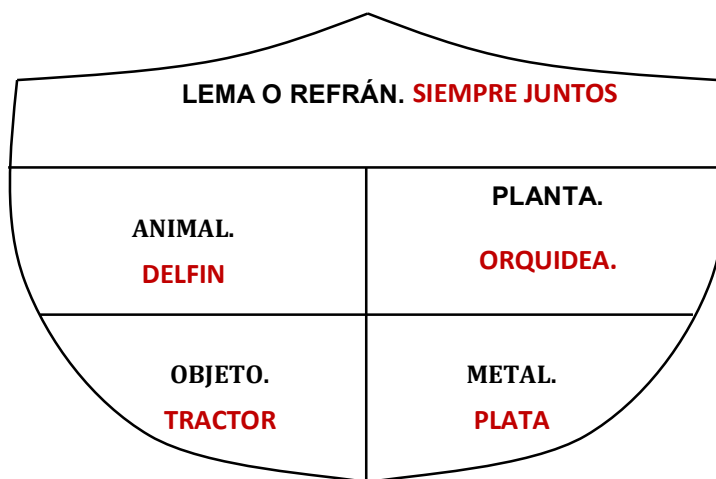 LEMA O REFRÁN. SIEMPRE JUNTOS
ANIMAL.
DELFIN
PLANTA.
ORQUIDEA.
OBJETO.
TRACTOR
METAL.
PLATA